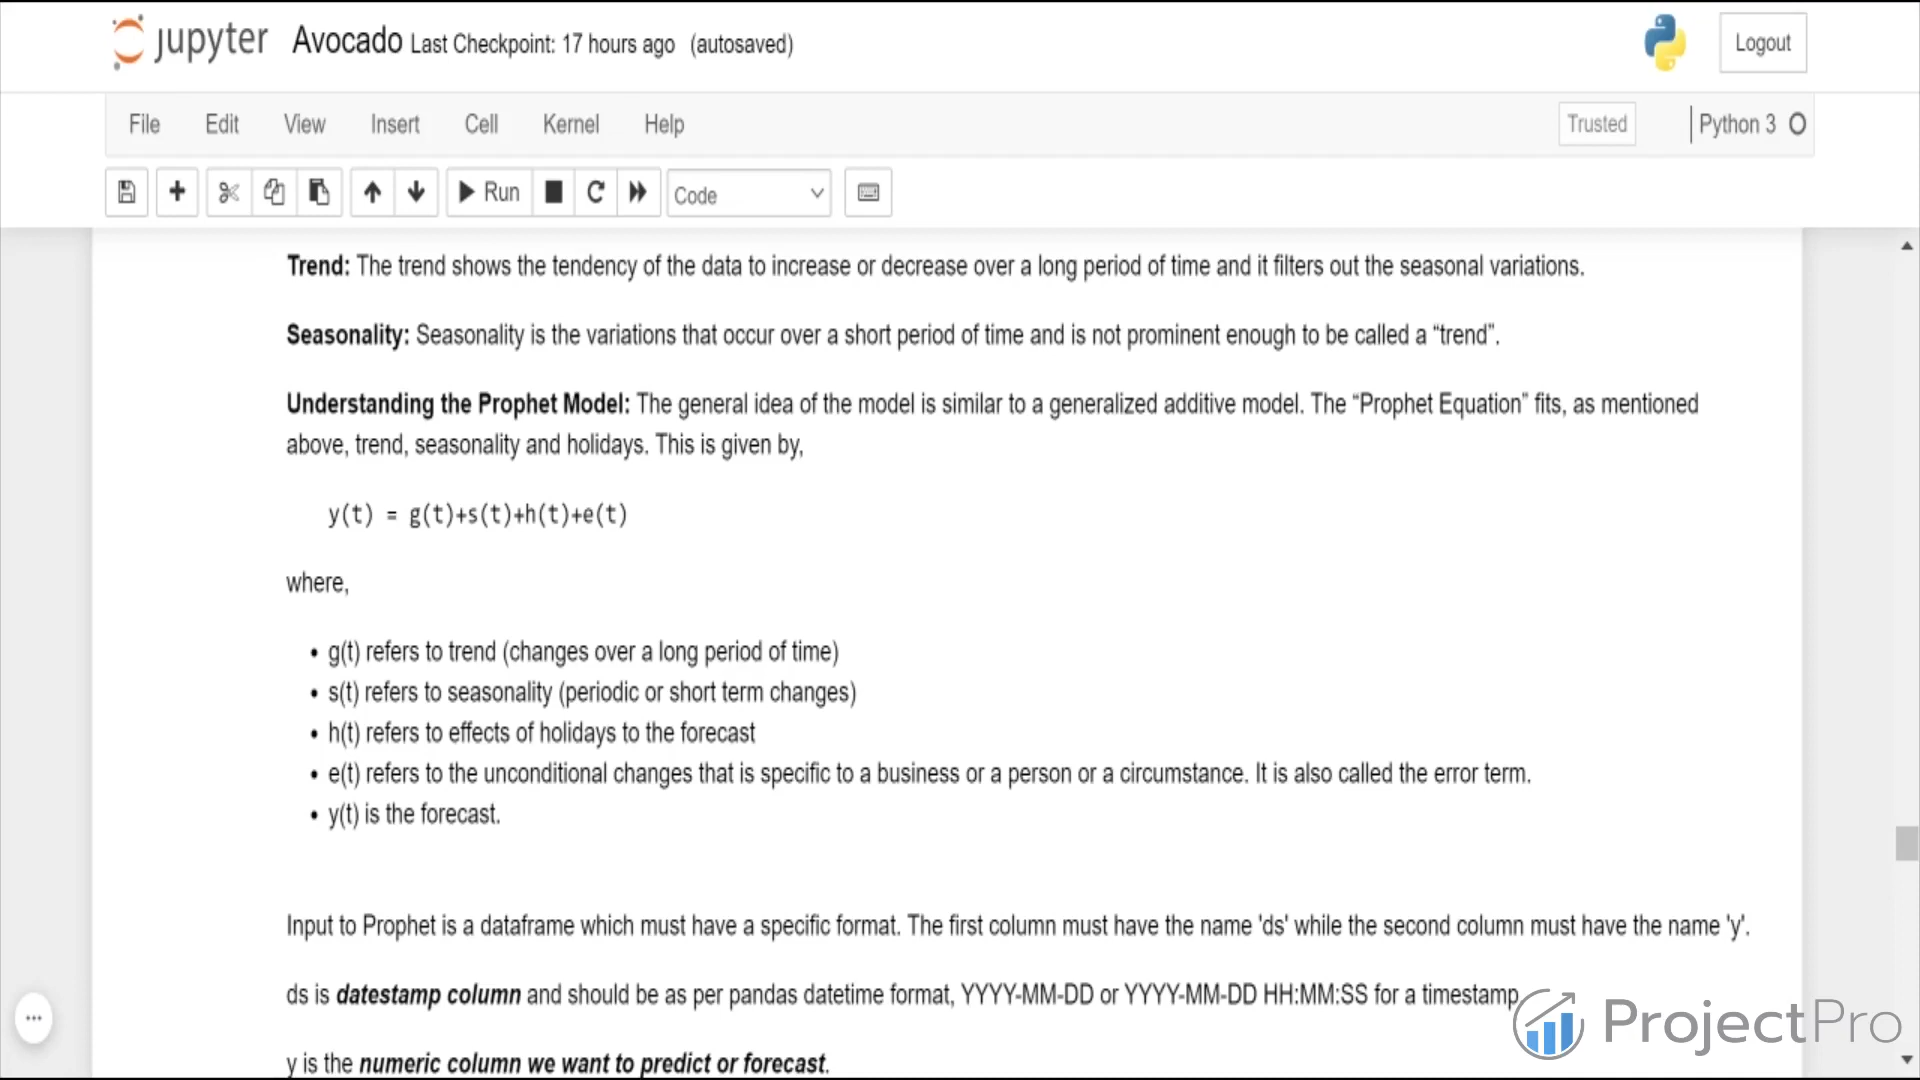 jupyter Avocado Last Checkpoint: 17 hours ago (autosaved)
Logout
File Edit View Insert Cell Kernel Help
Trusted
Python 3
Run
Code
Trend: The trend shows the tendency of the data to increase or decrease over a long period of time and it filters out the seasonal variations.
Seasonality: Seasonality is the variations that occur over a short period of time and is not prominent enough to be called a “trend”.
Understanding the Prophet Model: The general idea of the model is similar to a generalized additive model. The “Prophet Equation” fits, as mentioned
above, trend, seasonality and holidays. This is given by,
y(t) = g(t)+s(t)+h(t)+e(t)
where,
• g(t) refers to trend (changes over a long period of time)
• s(t) refers to seasonality (periodic or short term changes)
• h(t) refers to effects of holidays to the forecast
• e(t) refers to the unconditional changes that is specific to a business or a person or a circumstance. It is also called the error term.
• y(t) is the forecast.
Input to Prophet is a dataframe which must have a specific format. The first column must have the name 'ds' while the second column must have the name 'y'.
ds is datestamp column and should be as per pandas datetime format, YYYY-MM-DD or YYYY-MM-DD HH:MM:SS for a timestamp
ProjectPro
y is the numeric column we want to predict or forecast.